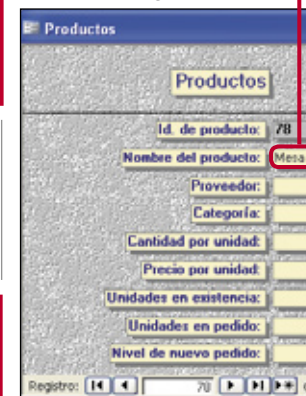 Productos
Productos
Id. de producto: 78
Nombre del producto: Mesa
Proveedor:
Categoría:
Cantidad por unidad:
Precio por unidad:
Unidades en existencia:
Unidades en pedido:
Nivel de nuevo pedido:
Registro: 78